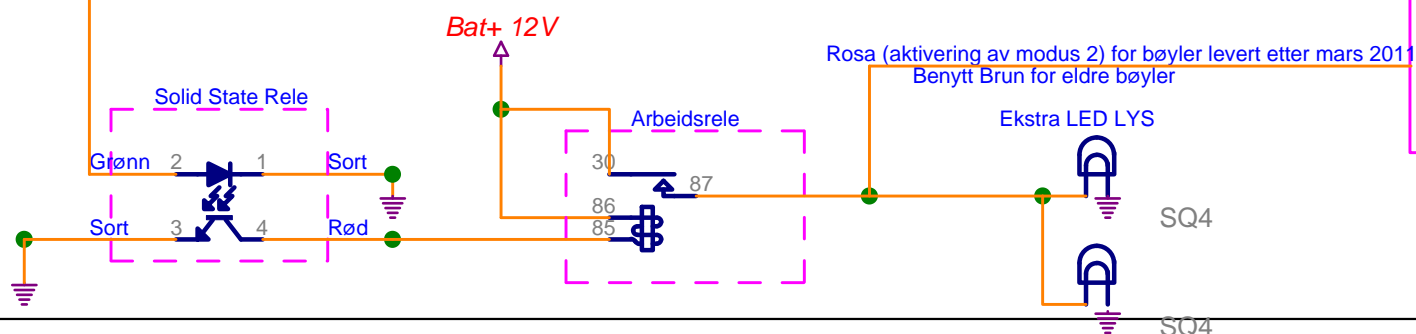 Bat+ 12V
Rosa (aktivering av modus 2) for bøyler levert etter mars 2011
Benytt Brun for eldre bøyler
Solid State Rele
Arbeidsrele
Ekstra LED LYS
Grønn 2 1 Sort
30
87
86
SQ4
Sort 3 4 Rød
85
SQ4